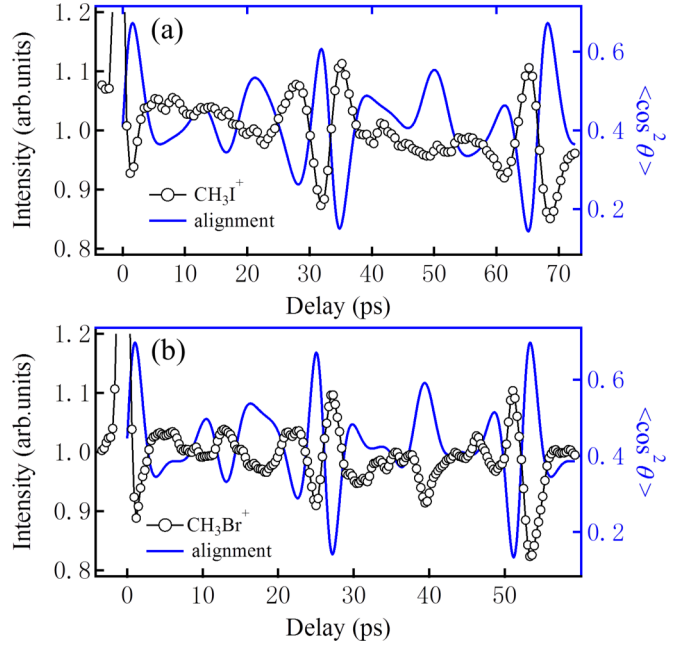 (a)
1.2
1.1
1.0
0.9
0.8
Intensity (arb.units)
CH₃I⁺
alignment
0.6
0.4
0.2
<cos²θ>
0 10 20 30 40 50 60 70
Delay (ps)
(b)
1.2
1.1
1.0
0.9
0.8
Intensity (arb.units)
CH₃Br⁺
alignment
0.6
0.4
0.2
<cos²θ>
0 10 20 30 40 50
Delay (ps)